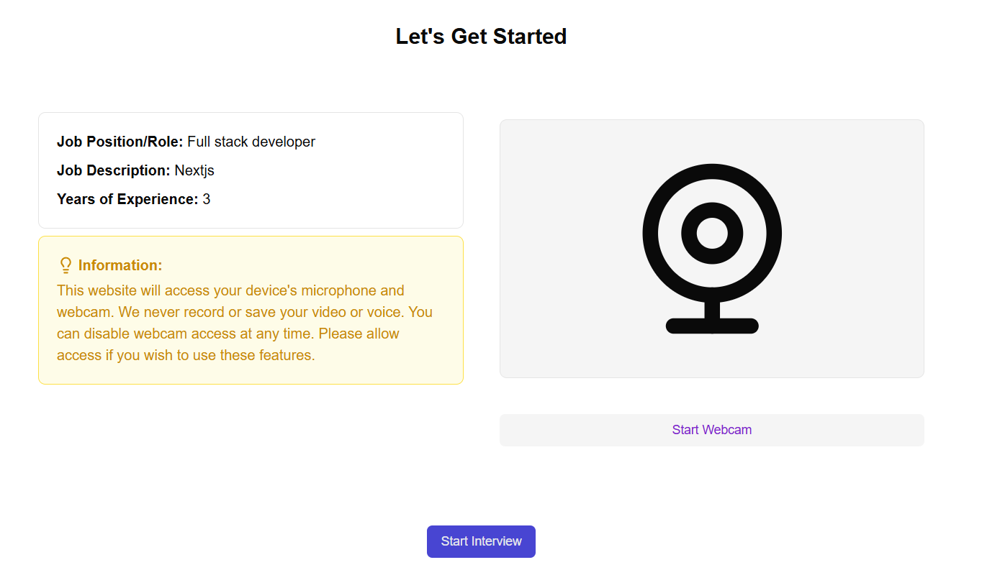 Let's Get Started
Job Position/Role: Full stack developer
Job Description: Nextjs
Years of Experience: 3
Information:
This website will access your device's microphone and
webcam. We never record or save your video or voice. You
can disable webcam access at any time. Please allow
access if you wish to use these features.
Start Webcam
Start Interview